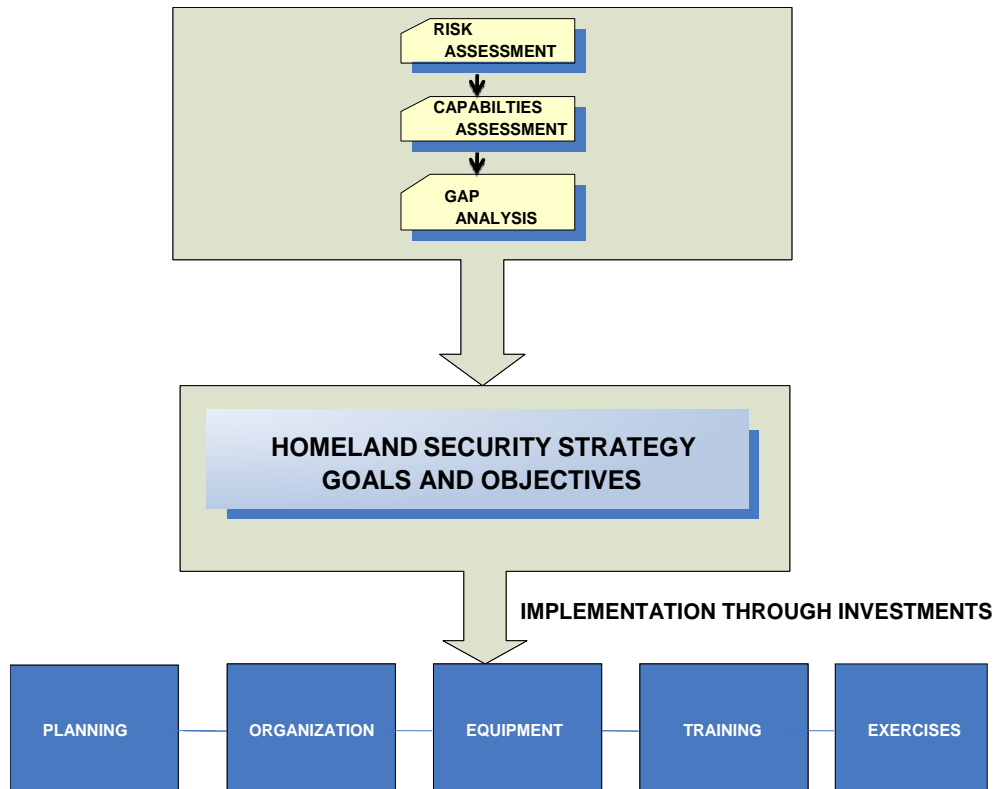 RISK
ASSESSMENT
CAPABILTIES
ASSESSMENT
GAP
ANALYSIS
HOMELAND SECURITY STRATEGY
GOALS AND OBJECTIVES
IMPLEMENTATION THROUGH INVESTMENTS
PLANNING
ORGANIZATION
EQUIPMENT
TRAINING
EXERCISES